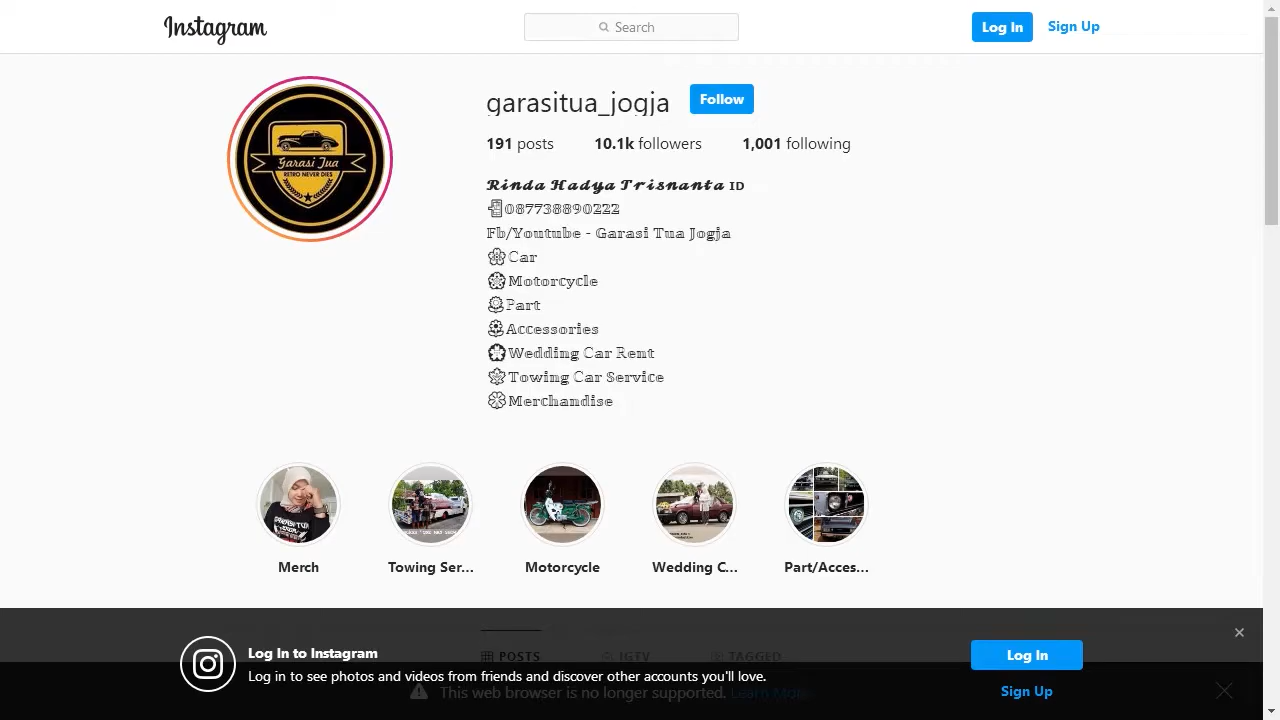 Instagram
Search
Log In
Sign Up
Garasi Tua
RETRO NEVER DIES
garasitua_jogja
Follow
191 posts
10.1k followers
1,001 following
𝓡𝓲𝓷𝓭𝓪 𝓗𝓪𝓭𝔂𝓪 𝓣𝓻𝓲𝓼𝓷𝓪𝓷𝓽𝓪 ɪᴅ
𝟘𝟠𝟟𝟟𝟛𝟠𝟠𝟡𝟘𝟚𝟚𝟚
𝔽𝕓/𝕐𝕠𝕦𝕥𝕦𝕓𝕖 - 𝔾𝕒𝕣𝕒𝕤𝕚 𝕋𝕦𝕒 𝕁𝕠𝕘𝕛𝕒
ℂ𝕒𝕣
𝕄𝕠𝕥𝕠𝕣𝕔𝕪𝕔𝕝𝕖
ℙ𝕒𝕣𝕥
𝔸𝕔𝕔𝕖𝕤𝕤𝕠𝕣𝕚𝕖𝕤
𝕎𝕖𝕕𝕕𝕚𝕟𝕘 ℂ𝕒𝕣 ℝ𝕖𝕟𝕥
𝕋𝕠𝕨𝕚𝕟𝕘 ℂ𝕒𝕣 𝕊𝕖𝕣𝕧𝕚𝕔𝕖
𝕄𝕖𝕣𝕔𝕙𝕒𝕟𝕕𝕚𝕤𝕖
Merch
Towing Ser...
Motorcycle
Wedding C...
Part/Acces...
POSTS
IGTV
TAGGED
Log In to Instagram
Log in to see photos and videos from friends and discover other accounts you'll love.
Log In
Sign Up
This web browser is no longer supported. Learn More